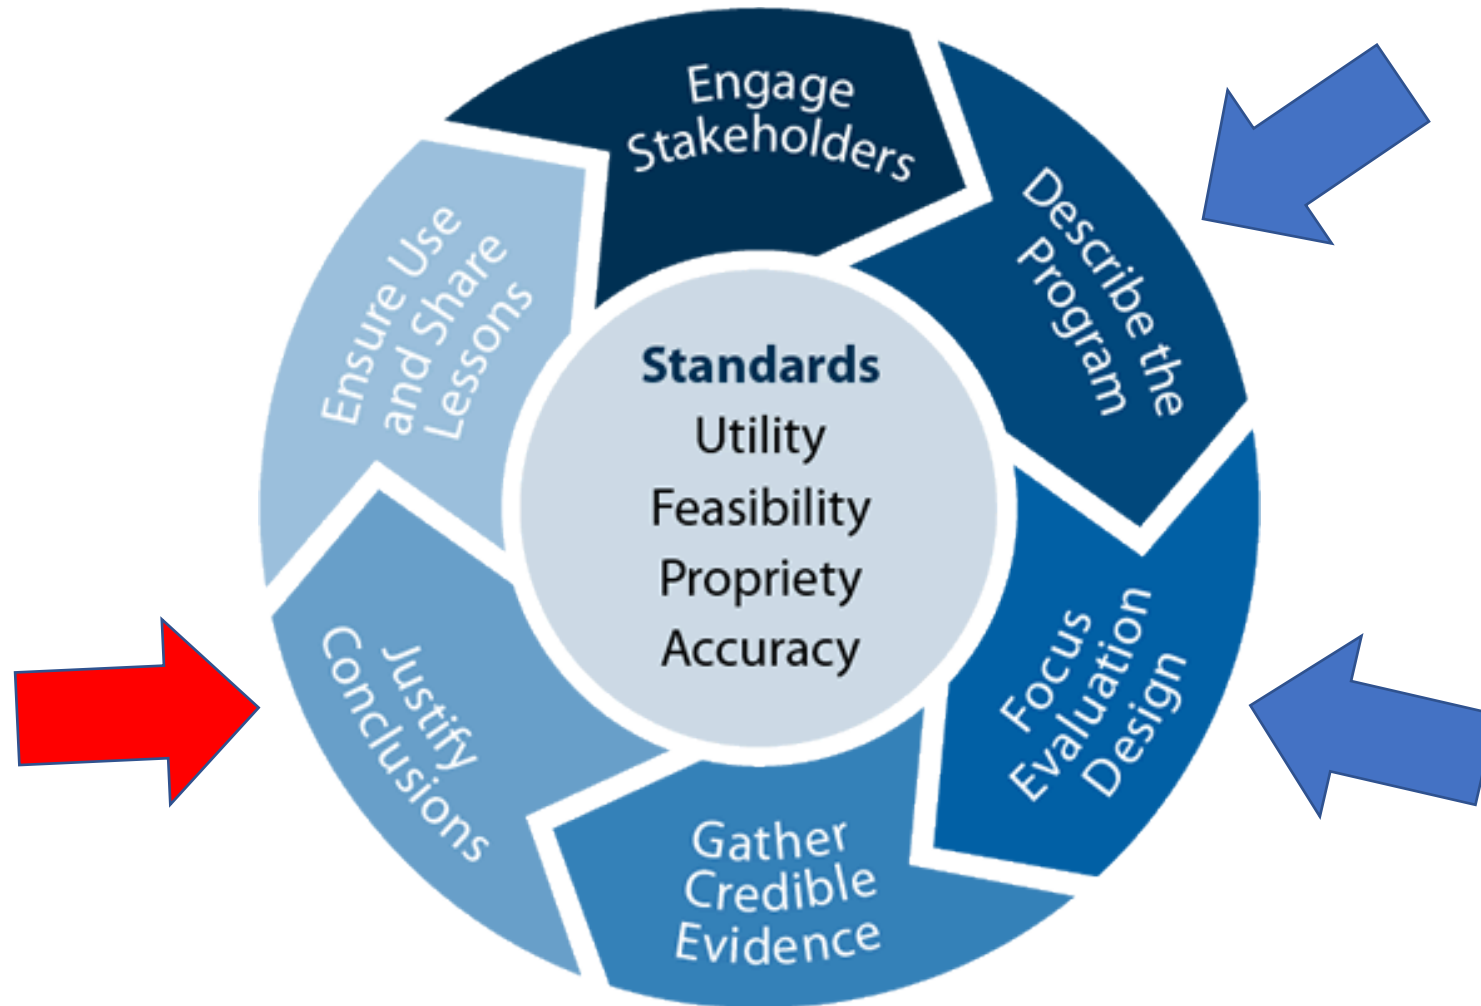 Engage
Stakeholders
Describe the
Program
Focus
Evaluation
Design
Gather
Credible
Evidence
Justify
Conclusions
Ensure Use
and Share
Lessons
Standards
Utility
Feasibility
Propriety
Accuracy